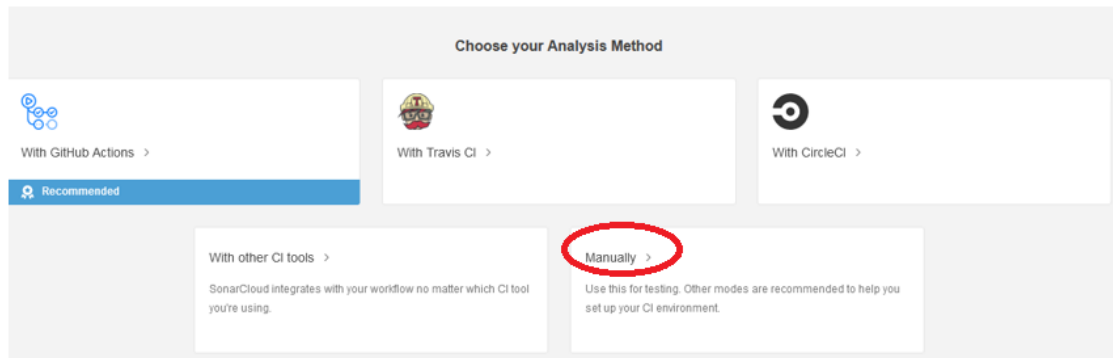 Choose your Analysis Method
With GitHub Actions >
With Travis CI >
With CircleCI >
Recommended
With other CI tools >
SonarCloud integrates with your workflow no matter which CI tool
you're using.
Manually >
Use this for testing. Other modes are recommended to help you
set up your CI environment.